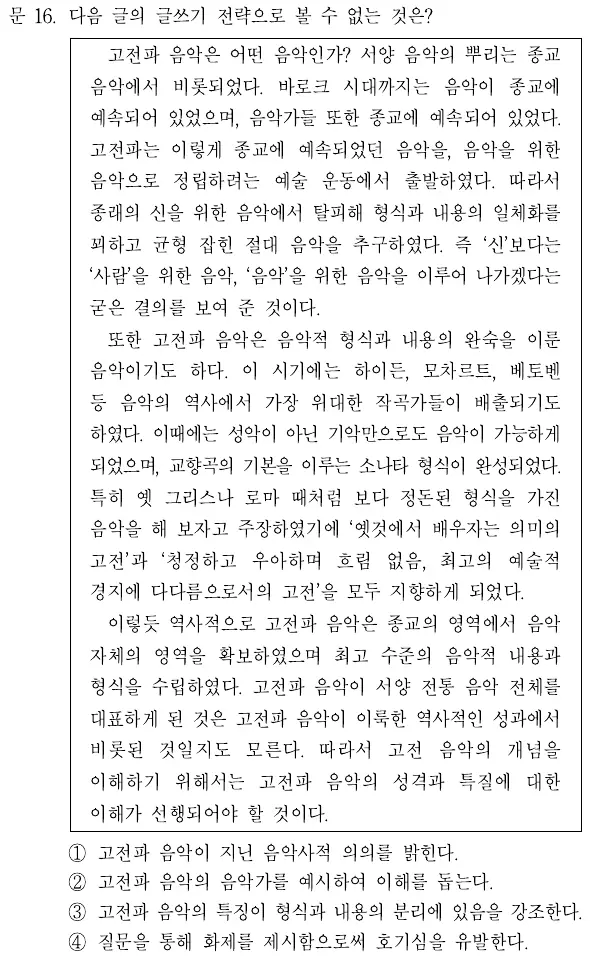 문 16. 다음 글의 글쓰기 전략으로 볼 수 없는 것은?
고전파 음악은 어떤 음악인가? 서양 음악의 뿌리는 종교
음악에서 비롯되었다. 바로크 시대까지는 음악이 종교에
예속되어 있었으며, 음악가들 또한 종교에 예속되어 있었다.
고전파는 이렇게 종교에 예속되었던 음악을, 음악을 위한
음악으로 정립하려는 예술 운동에서 출발하였다. 따라서
종래의 신을 위한 음악에서 탈피해 형식과 내용의 일체화를
꾀하고 균형 잡힌 절대 음악을 추구하였다. 즉 ‘신’보다는
‘사람’을 위한 음악, ‘음악’을 위한 음악을 이루어 나가겠다는
굳은 결의를 보여 준 것이다.
또한 고전파 음악은 음악적 형식과 내용의 완숙을 이룬
음악이기도 하다. 이 시기에는 하이든, 모차르트, 베토벤
등 음악의 역사에서 가장 위대한 작곡가들이 배출되기도
하였다. 이때에는 성악이 아닌 기악만으로도 음악이 가능하게
되었으며, 교향곡의 기본을 이루는 소나타 형식이 완성되었다.
특히 옛 그리스나 로마 때처럼 보다 정돈된 형식을 가진
음악을 해 보자고 주장하였기에 ‘옛것에서 배우자는 의미의
고전’과 ‘청정하고 우아하며 흐림 없음, 최고의 예술적
경지에 다다름으로서의 고전’을 모두 지향하게 되었다.
이렇듯 역사적으로 고전파 음악은 종교의 영역에서 음악
자체의 영역을 확보하였으며 최고 수준의 음악적 내용과
형식을 수립하였다. 고전파 음악이 서양 전통 음악 전체를
대표하게 된 것은 고전파 음악이 이룩한 역사적인 성과에서
비롯된 것일지도 모른다. 따라서 고전 음악의 개념을
이해하기 위해서는 고전파 음악의 성격과 특질에 대한
이해가 선행되어야 할 것이다.
① 고전파 음악이 지닌 음악사적 의의를 밝힌다.
② 고전파 음악의 음악가를 예시하여 이해를 돕는다.
③ 고전파 음악의 특징이 형식과 내용의 분리에 있음을 강조한다.
④ 질문을 통해 화제를 제시함으로써 호기심을 유발한다.